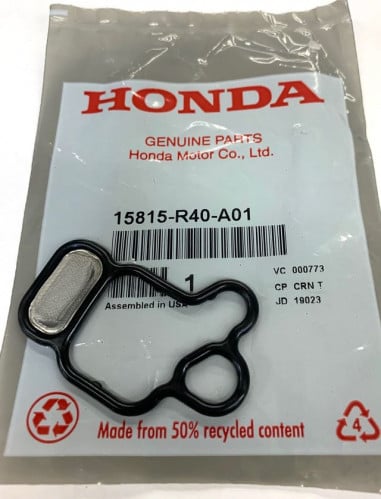 HONDA
GENUINE PARTS
Honda Motor Co., Ltd.
15815-R40-A01
1
VC 000773
CP CRN T
JD 19023
Assembled in USA
Made from 50% recycled content
4